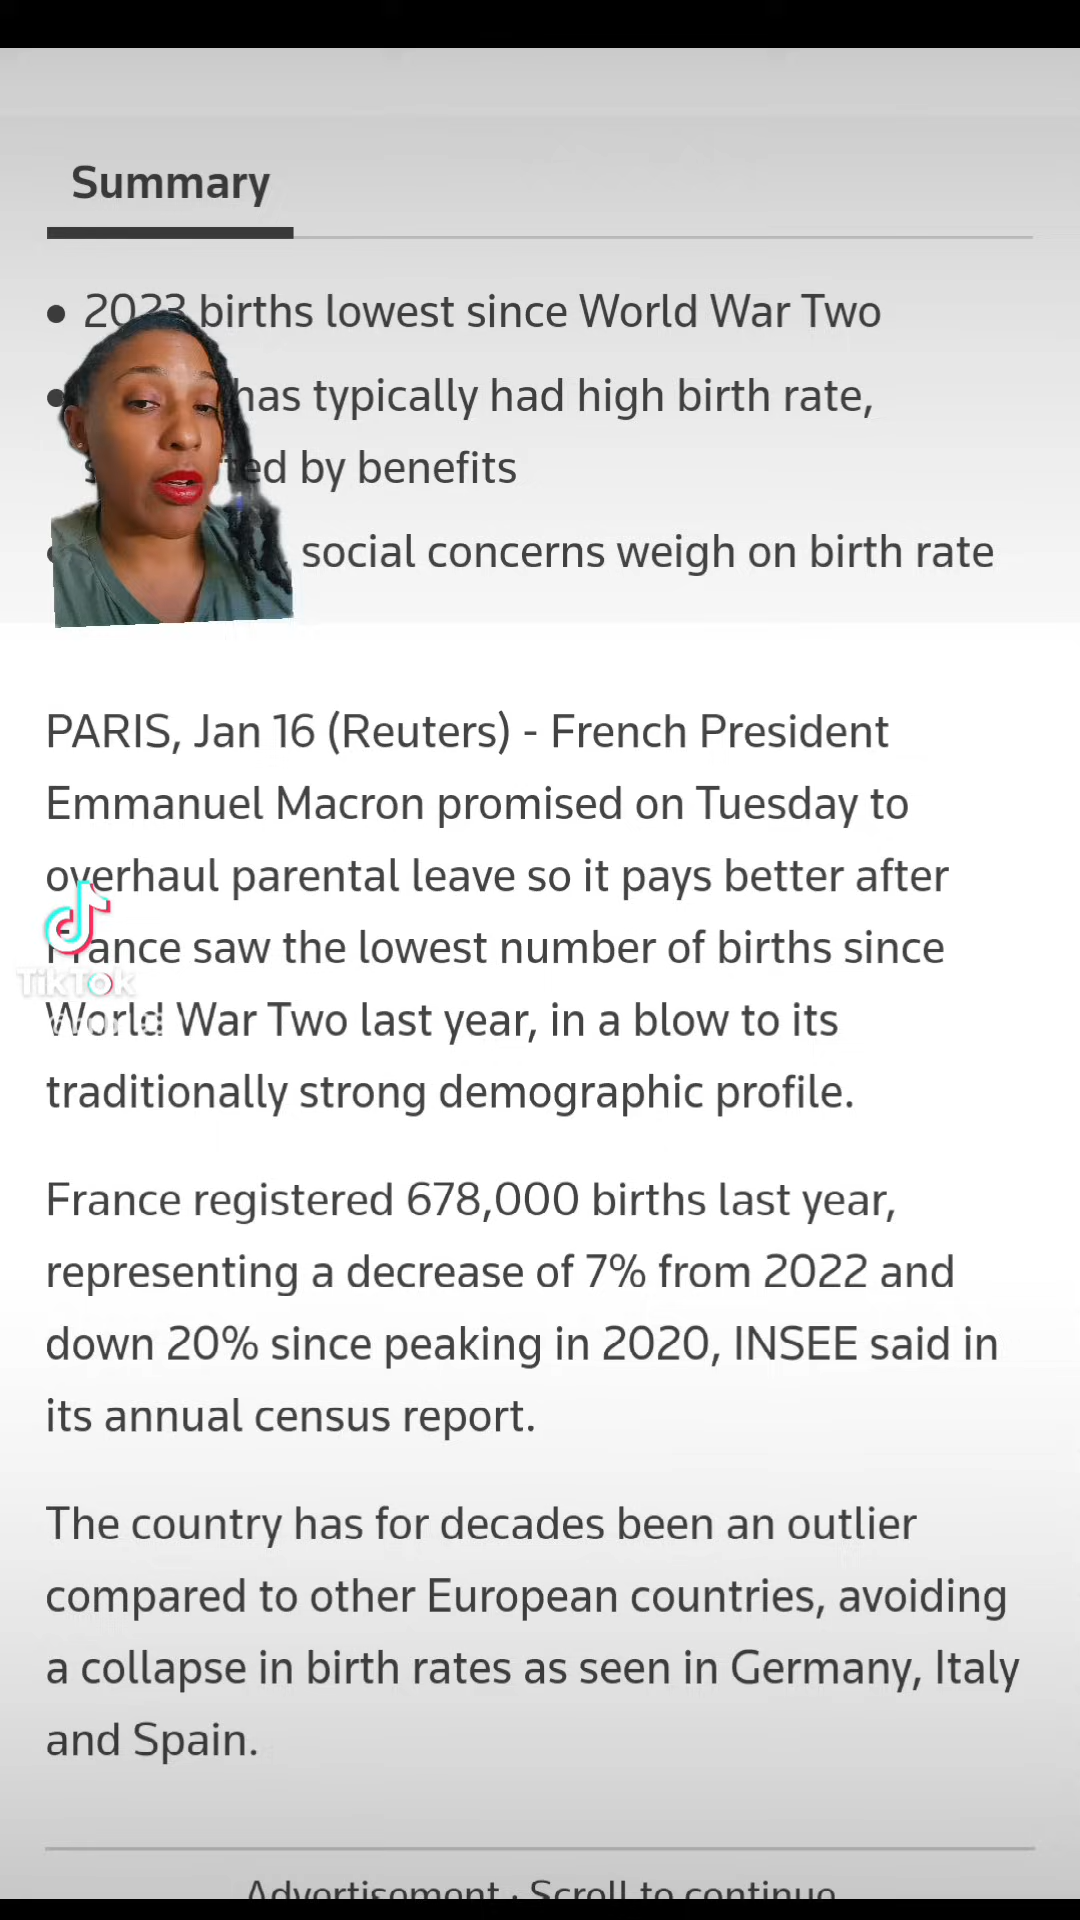 Summary
2023 births lowest since World War Two
has typically had high birth rate,
by benefits
social concerns weigh on birth rate
PARIS, Jan 16 (Reuters) - French President
Emmanuel Macron promised on Tuesday to
overhaul parental leave so it pays better after
France saw the lowest number of births since
World War Two last year, in a blow to its
traditionally strong demographic profile.
TikTok
France registered 678,000 births last year,
representing a decrease of 7% from 2022 and
down 20% since peaking in 2020, INSEE said in
its annual census report.
The country has for decades been an outlier
compared to other European countries, avoiding
a collapse in birth rates as seen in Germany, Italy
and Spain.
Advertisement · Scroll to continue